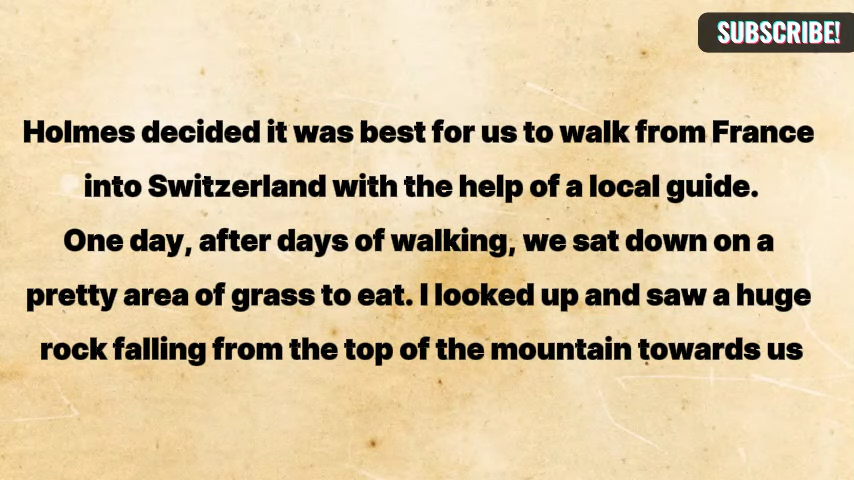 SUBSCRIBE!
Holmes decided it was best for us to walk from France
into Switzerland with the help of a local guide.
One day, after days of walking, we sat down on a
pretty area of grass to eat. I looked up and saw a huge
rock falling from the top of the mountain towards us